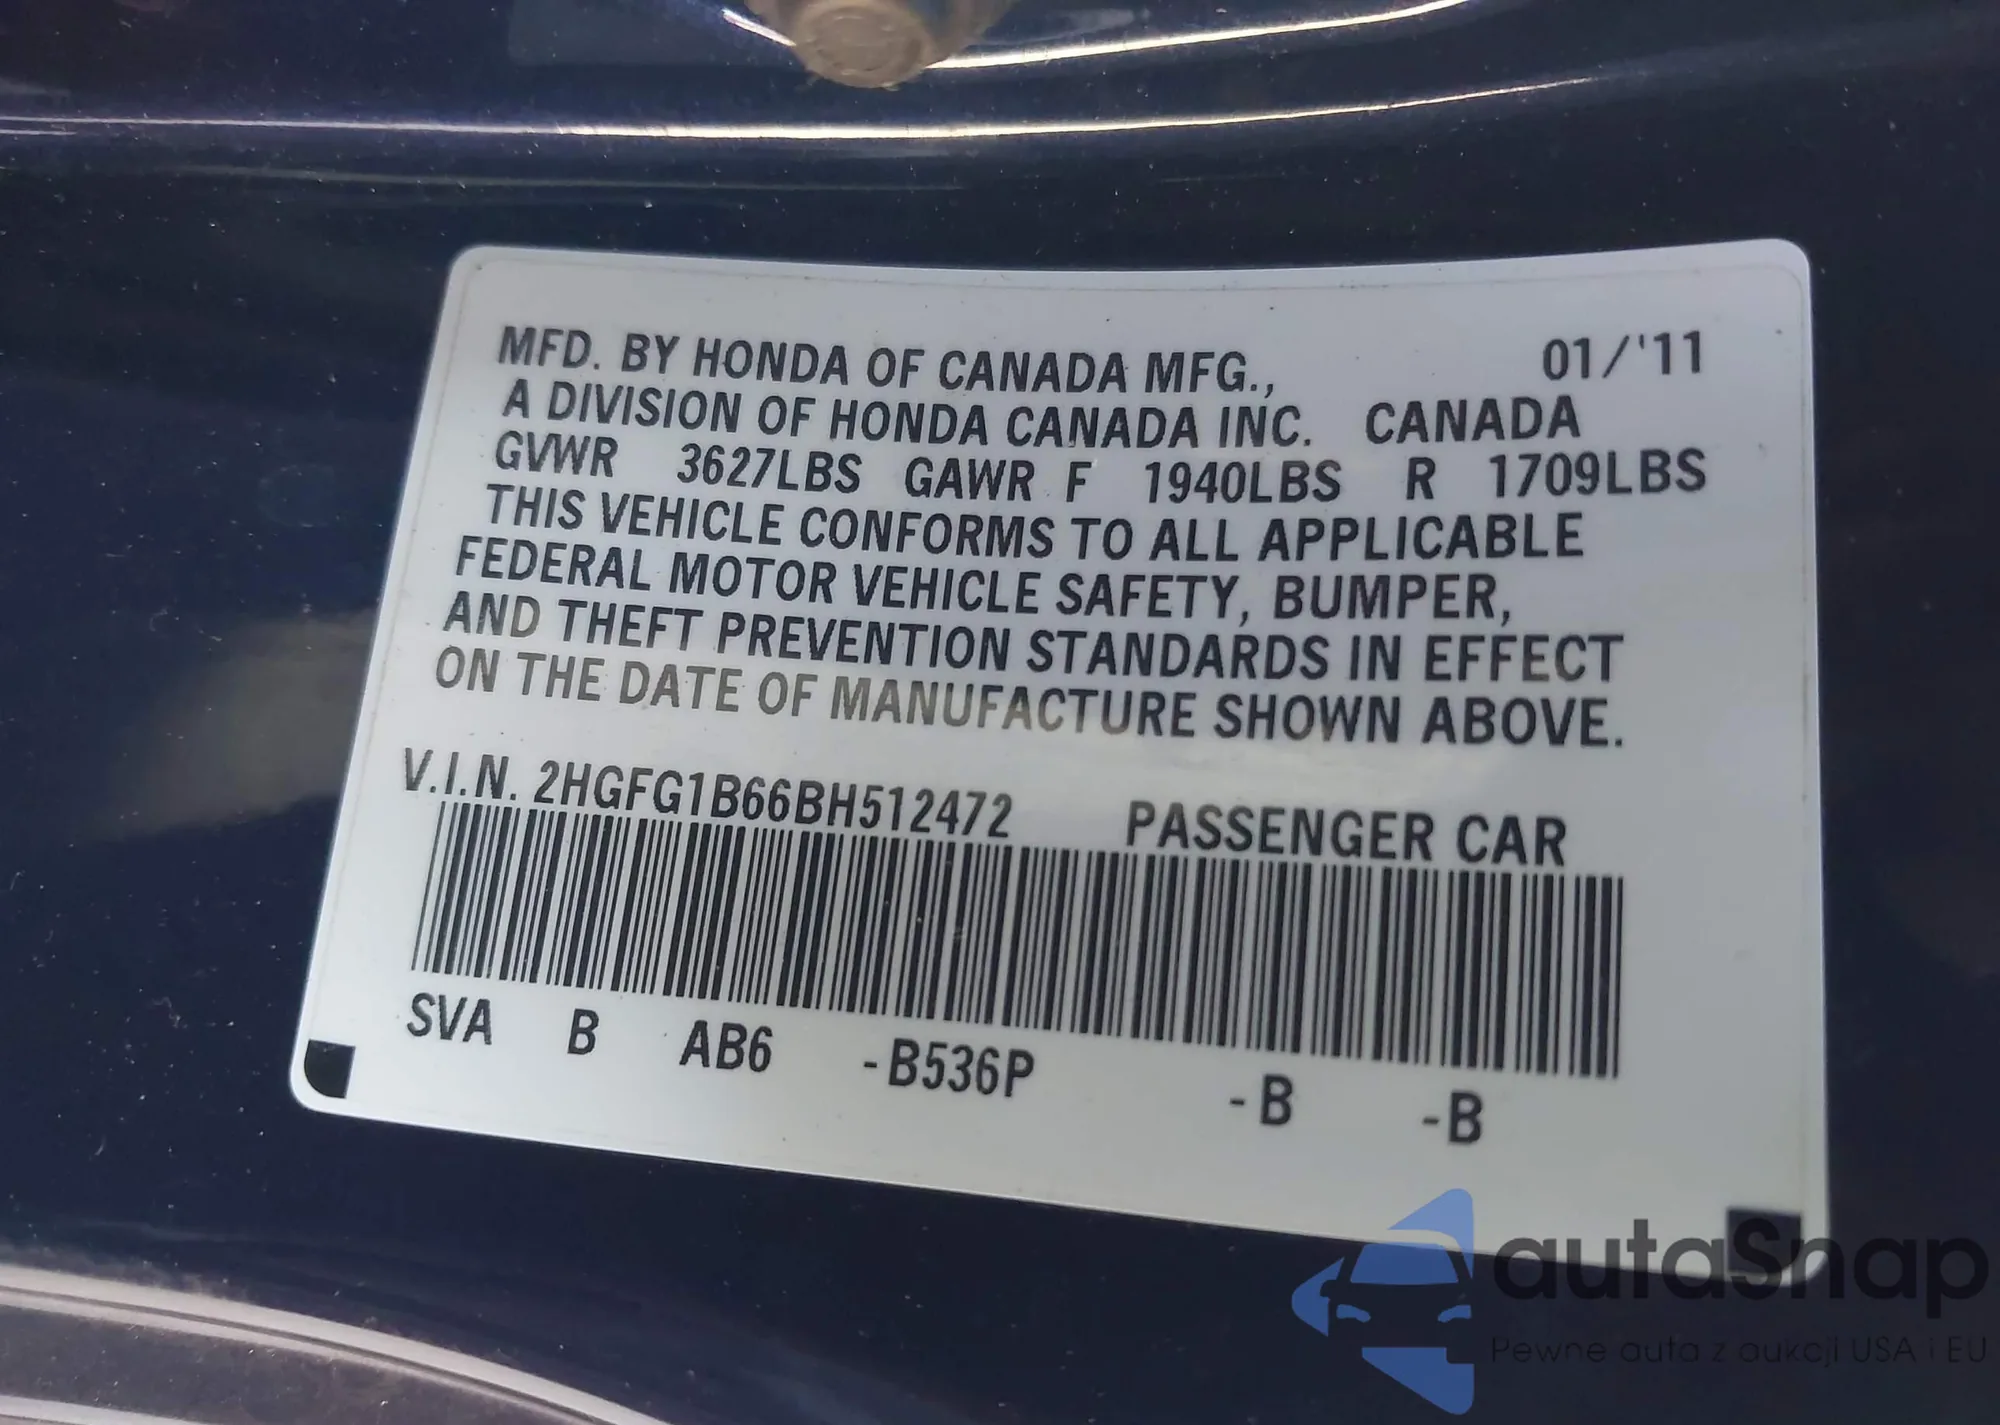 MFD. BY HONDA OF CANADA MFG., 01/'11
A DIVISION OF HONDA CANADA INC. CANADA
GVWR 3627LBS GAWR F 1940LBS R 1709LBS
THIS VEHICLE CONFORMS TO ALL APPLICABLE
FEDERAL MOTOR VEHICLE SAFETY, BUMPER,
AND THEFT PREVENTION STANDARDS IN EFFECT
ON THE DATE OF MANUFACTURE SHOWN ABOVE.
V.I.N. 2HGFG1B66BH512472 PASSENGER CAR
SVA B AB6 -B536P -B -B
autaSnap
Pewne auta z aukcji USA i EU